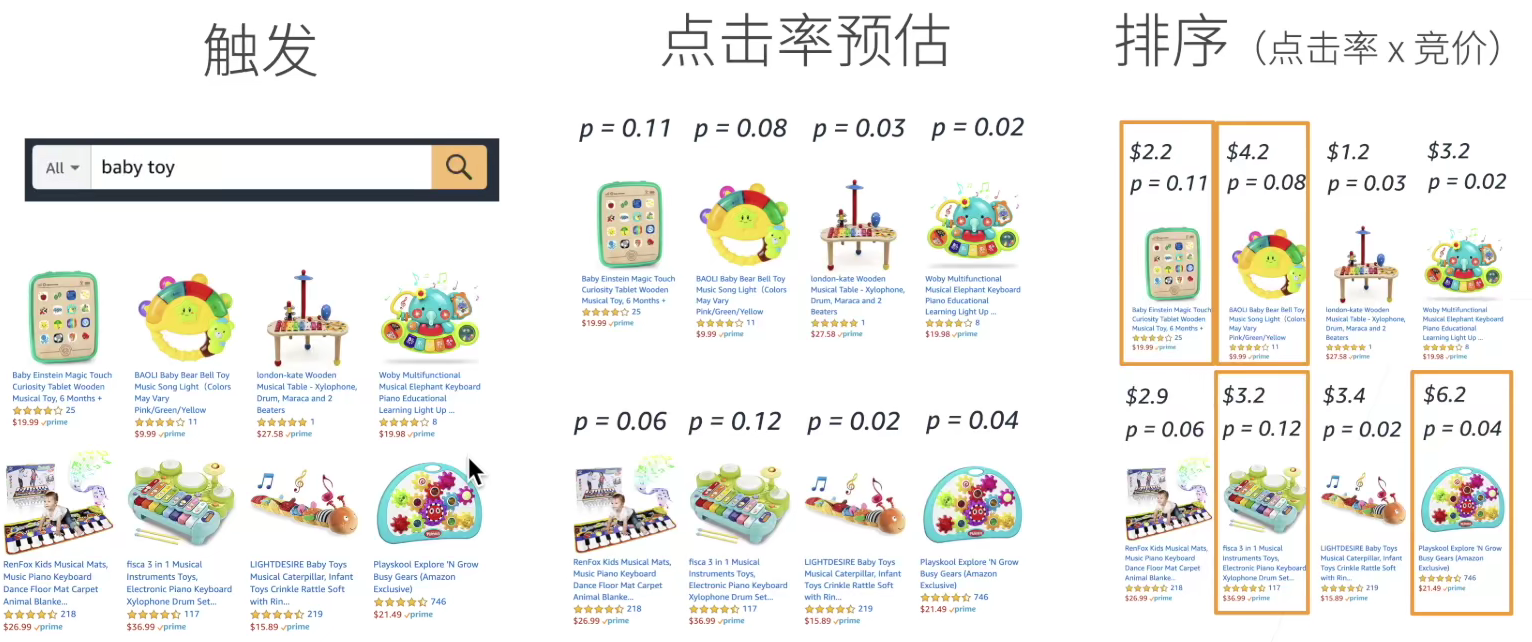 触发
All
baby toy
Baby Einstein Magic Touch
Curiosity Tablet Wooden
Musical Toy, 6 Months +
25
$19.99 prime
BAOLI Baby Bear Bell Toy
Music Song Light（Colors
May Vary
Pink/Green/Yellow
11
$9.99 prime
london-kate Wooden
Musical Table - Xylophone,
Drum, Maraca and 2
Beaters
1
$27.58 prime
Woby Multifunctional
Musical Elephant Keyboard
Piano Educational
Learning Light Up ...
8
$19.98 prime
RenFox Kids Musical Mats,
Music Piano Keyboard
Dance Floor Mat Carpet
Animal Blanke...
218
$26.99 prime
fisca 3 in 1 Musical
Instruments Toys,
Electronic Piano Keyboard
Xylophone Drum Set...
117
$36.99 prime
LIGHTDESIRE Baby Toys
Musical Caterpillar, Infant
Toys Crinkle Rattle Soft
with Rin...
219
$15.89 prime
Playskool Explore 'N Grow
Busy Gears (Amazon
Exclusive)
746
$21.49 prime
点击率预估
p = 0.11
p = 0.08
p = 0.03
p = 0.02
Baby Einstein Magic Touch
Curiosity Tablet Wooden
Musical Toy, 6 Months +
25
$19.99 prime
BAOLI Baby Bear Bell Toy
Music Song Light（Colors
May Vary
Pink/Green/Yellow
11
$9.99 prime
london-kate Wooden
Musical Table - Xylophone,
Drum, Maraca and 2
Beaters
1
$27.58 prime
Woby Multifunctional
Musical Elephant Keyboard
Piano Educational
Learning Light Up ...
8
$19.98 prime
p = 0.06
p = 0.12
p = 0.02
p = 0.04
RenFox Kids Musical Mats,
Music Piano Keyboard
Dance Floor Mat Carpet
Animal Blanke...
218
$26.99 prime
fisca 3 in 1 Musical
Instruments Toys,
Electronic Piano Keyboard
Xylophone Drum Set...
117
$36.99 prime
LIGHTDESIRE Baby Toys
Musical Caterpillar, Infant
Toys Crinkle Rattle Soft
with Rin...
219
$15.89 prime
Playskool Explore 'N Grow
Busy Gears (Amazon
Exclusive)
746
$21.49 prime
排序（点击率 x 竞价）
$2.2
p = 0.11
$4.2
p = 0.08
$1.2
p = 0.03
$3.2
p = 0.02
Baby Einstein Magic Touch
Curiosity Tablet Wooden
Musical Toy, 6 Months +
25
$19.99 prime
BAOLI Baby Bear Bell Toy
Music Song Light（Colors
May Vary
Pink/Green/Yellow
11
$9.99 prime
london-kate Wooden
Musical Table - Xylophone,
Drum, Maraca and 2
Beaters
1
$27.58 prime
Woby Multifunctional
Musical Elephant Keyboard
Piano Educational
Learning Light Up ...
8
$19.98 prime
$2.9
p = 0.06
$3.2
p = 0.12
$3.4
p = 0.02
$6.2
p = 0.04
RenFox Kids Musical Mats,
Music Piano Keyboard
Dance Floor Mat Carpet
Animal Blanke...
218
$26.99 prime
fisca 3 in 1 Musical
Instruments Toys,
Electronic Piano Keyboard
Xylophone Drum Set...
117
$36.99 prime
LIGHTDESIRE Baby Toys
Musical Caterpillar, Infant
Toys Crinkle Rattle Soft
with Rin...
219
$15.89 prime
Playskool Explore 'N Grow
Busy Gears (Amazon
Exclusive)
746
$21.49 prime